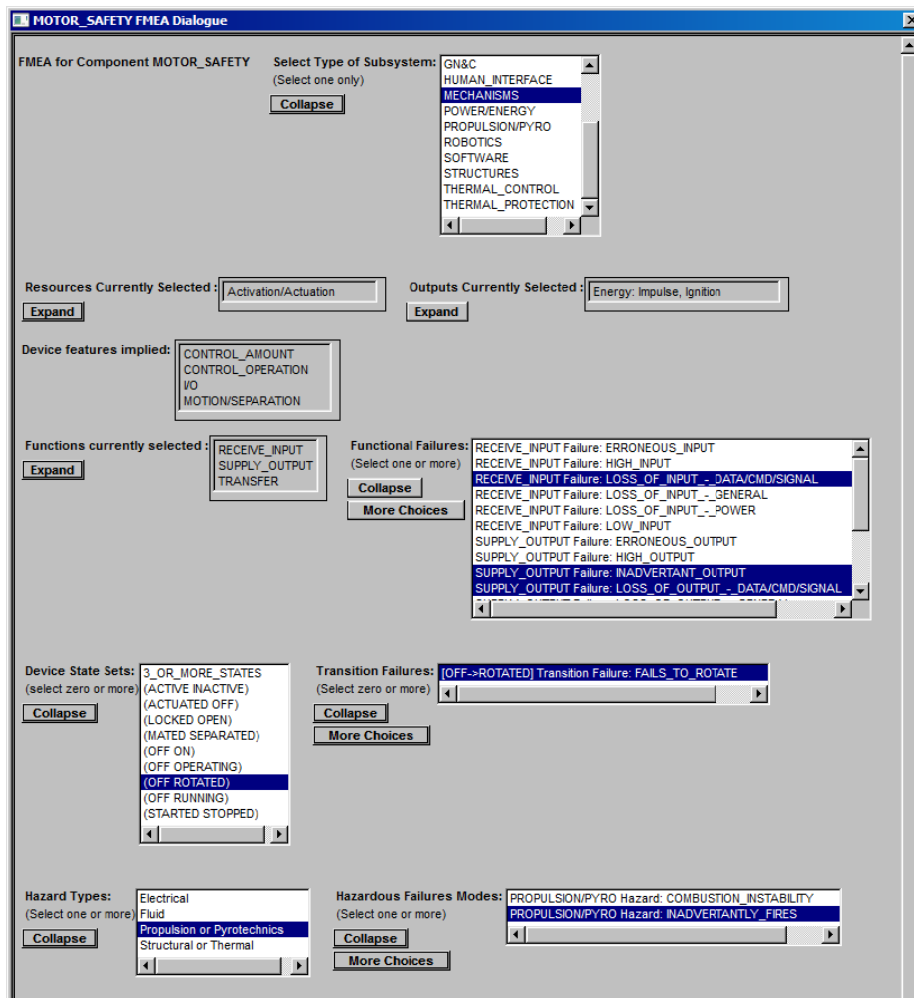 MOTOR_SAFETY FMEA Dialogue
FMEA for Component MOTOR_SAFETY
Select Type of Subsystem:
(Select one only)
Collapse
GN&C
HUMAN_INTERFACE
MECHANISMS
POWER/ENERGY
PROPULSION/PYRO
ROBOTICS
SOFTWARE
STRUCTURES
THERMAL_CONTROL
THERMAL_PROTECTION
Resources Currently Selected :
Activation/Actuation
Expand
Outputs Currently Selected :
Energy: Impulse, Ignition
Expand
Device features implied:
CONTROL_AMOUNT
CONTROL_OPERATION
I/O
MOTION/SEPARATION
Functions currently selected :
Expand
RECEIVE_INPUT
SUPPLY_OUTPUT
TRANSFER
Functional Failures:
(Select one or more)
Collapse
More Choices
RECEIVE_INPUT Failure: ERRONEOUS_INPUT
RECEIVE_INPUT Failure: HIGH_INPUT
RECEIVE_INPUT Failure: LOSS_OF_INPUT_-_DATA/CMD/SIGNAL
RECEIVE_INPUT Failure: LOSS_OF_INPUT_-_GENERAL
RECEIVE_INPUT Failure: LOSS_OF_INPUT_-_POWER
RECEIVE_INPUT Failure: LOW_INPUT
SUPPLY_OUTPUT Failure: ERRONEOUS_OUTPUT
SUPPLY_OUTPUT Failure: HIGH_OUTPUT
SUPPLY_OUTPUT Failure: INADVERTANT_OUTPUT
SUPPLY_OUTPUT Failure: LOSS_OF_OUTPUT_-_DATA/CMD/SIGNAL
Device State Sets:
(select zero or more)
Collapse
3_OR_MORE_STATES
(ACTIVE INACTIVE)
(ACTUATED OFF)
(LOCKED OPEN)
(MATED SEPARATED)
(OFF ON)
(OFF OPERATING)
(OFF ROTATED)
(OFF RUNNING)
(STARTED STOPPED)
Transition Failures:
(Select zero or more)
Collapse
More Choices
[OFF->ROTATED] Transition Failure: FAILS_TO_ROTATE
Hazard Types:
(Select one or more)
Collapse
Electrical
Fluid
Propulsion or Pyrotechnics
Structural or Thermal
Hazardous Failures Modes:
(Select one or more)
Collapse
More Choices
PROPULSION/PYRO Hazard: COMBUSTION_INSTABILITY
PROPULSION/PYRO Hazard: INADVERTANTLY_FIRES